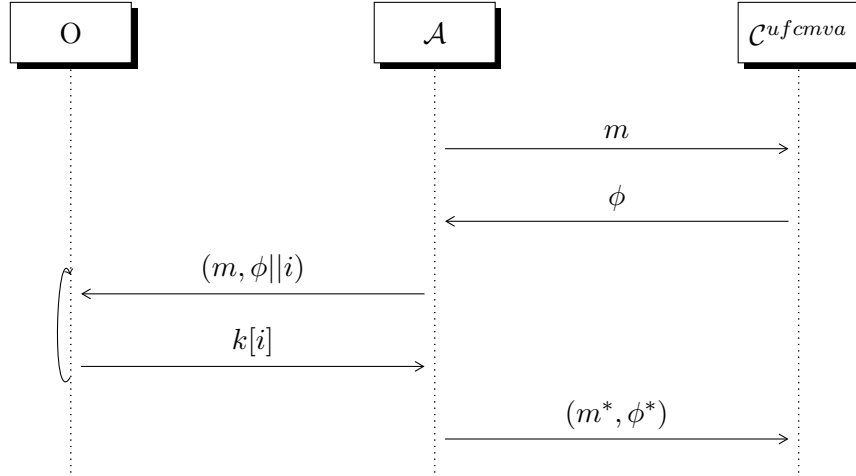 O
𝒜
𝒞^{ufcmva}
m
ϕ
(m, ϕ||i)
k[i]
(m*, ϕ*)